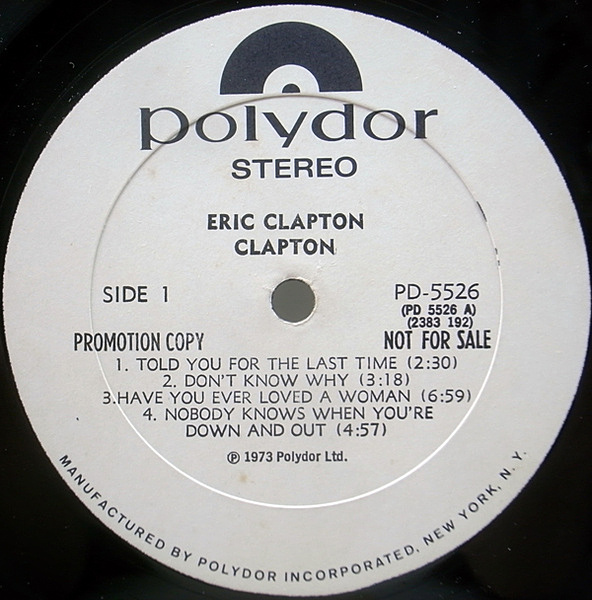 polydor
STEREO
ERIC CLAPTON
CLAPTON
SIDE 1
PD-5526
(PD 5526 A)
(2383 192)
PROMOTION COPY
NOT FOR SALE
1. TOLD YOU FOR THE LAST TIME (2:30)
2. DON'T KNOW WHY (3:18)
3.HAVE YOU EVER LOVED A WOMAN (6:59)
4. NOBODY KNOWS WHEN YOU'RE
DOWN AND OUT (4:57)
℗ 1973 Polydor Ltd.
MANUFACTURED BY POLYDOR INCORPORATED, NEW YORK, N. Y.